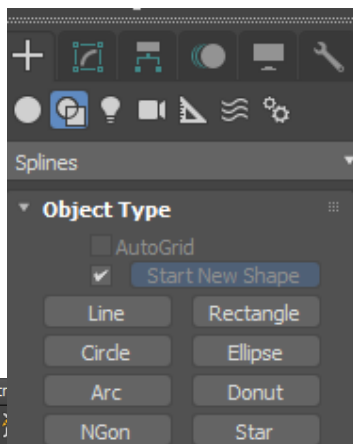 Splines
Object Type
AutoGrid
Start New Shape
Line Rectangle
Circle Ellipse
Arc Donut
NGon Star